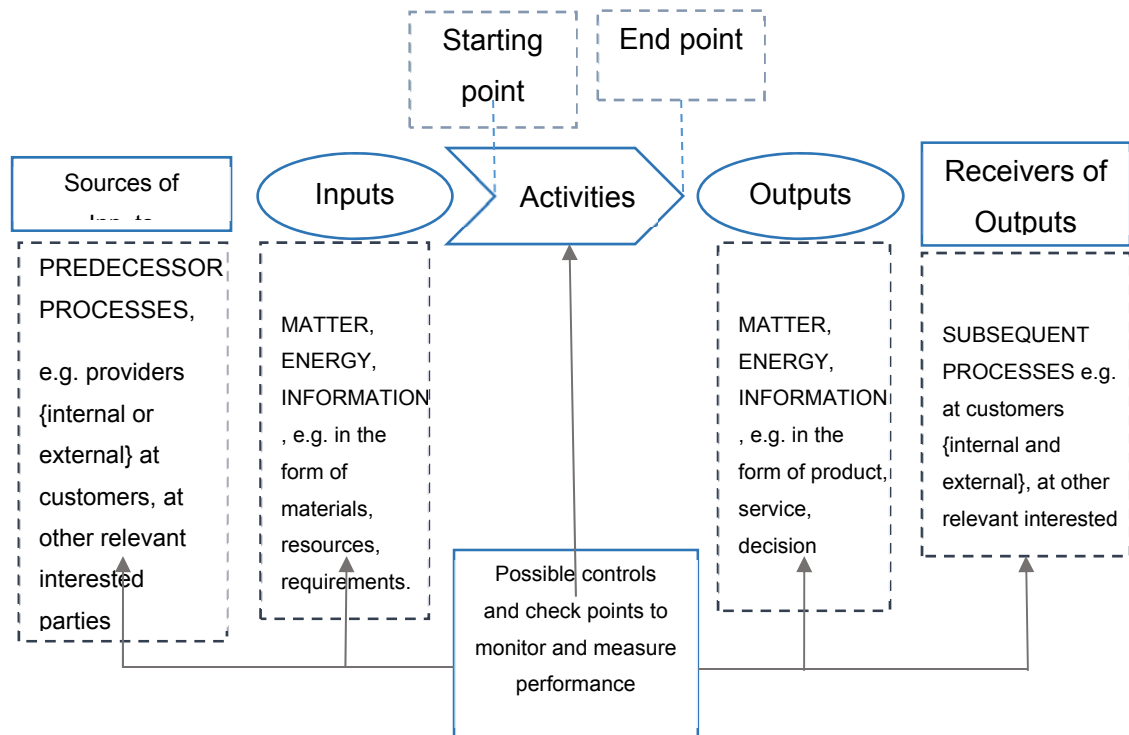 Starting
point
End point
Sources of
Inputs
Inputs
Activities
Outputs
Receivers of
Outputs
PREDECESSOR
PROCESSES,
e.g. providers
{internal or
external} at
customers, at
other relevant
interested
parties
MATTER,
ENERGY,
INFORMATION
, e.g. in the
form of
materials,
resources,
requirements.
MATTER,
ENERGY,
INFORMATION
, e.g. in the
form of product,
service,
decision
SUBSEQUENT
PROCESSES e.g.
at customers
{internal and
external}, at other
relevant interested
Possible controls
and check points to
monitor and measure
performance